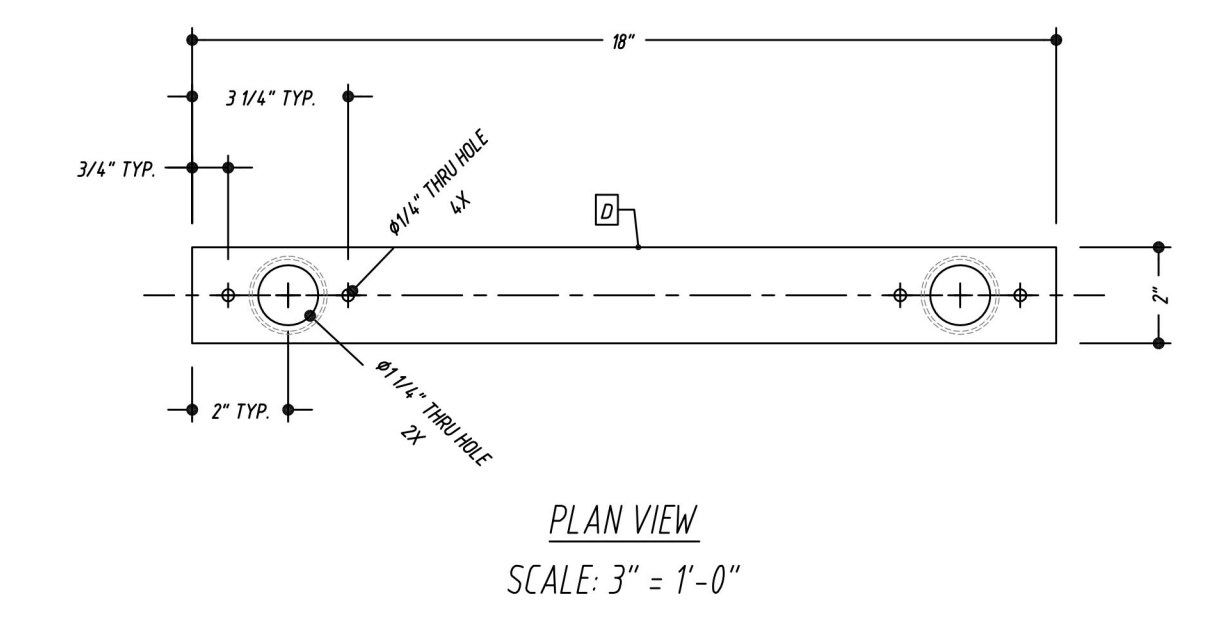 18"
3 1/4" TYP.
3/4" TYP.
Ø1/4" THRU HOLE
4X
D
2"
Ø1 1/4" THRU HOLE
2X
2" TYP.
PLAN VIEW
SCALE: 3" = 1'-0"